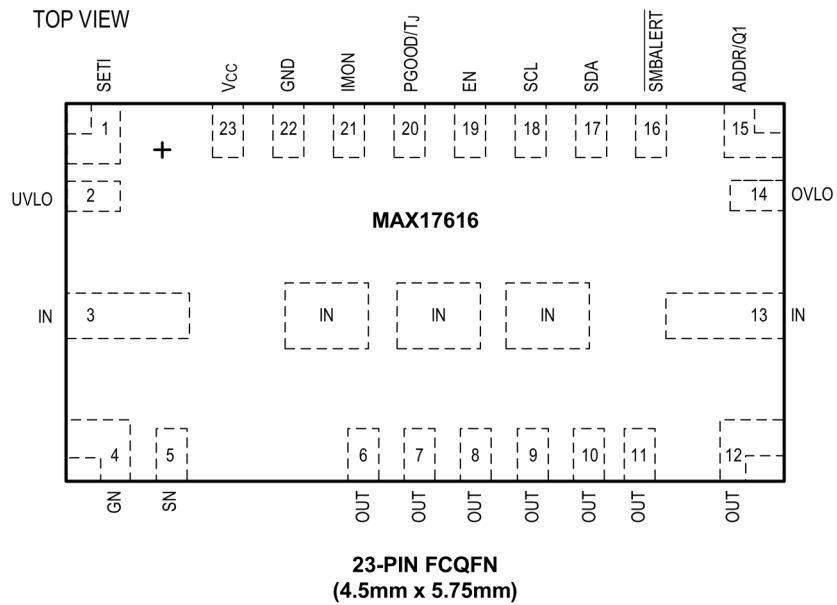 TOP VIEW
SETI
VCC
GND
IMON
PGOOD/TJ
EN
SCL
SDA
SMBALERT
ADDR/Q1
1
23
22
21
20
19
18
17
16
15
+
UVLO
2
14
OVLO
MAX17616
IN
3
IN
IN
IN
13
IN
4
5
6
7
8
9
10
11
12
GN
SN
OUT
OUT
OUT
OUT
OUT
OUT
OUT
23-PIN FCQFN
(4.5mm x 5.75mm)